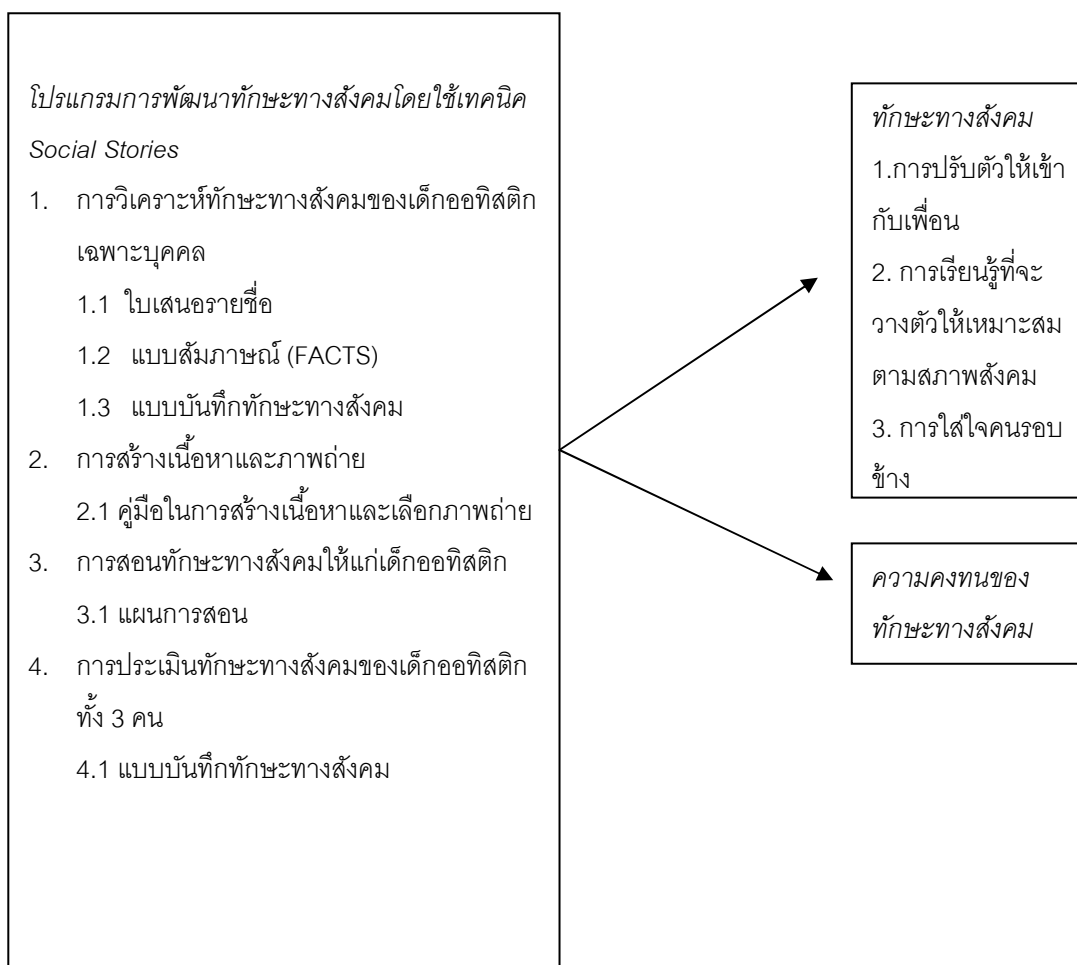 โปรแกรมการพัฒนาทักษะทางสังคมโดยใช้เทคนิค
Social Stories
1. การวิเคราะห์ทักษะทางสังคมของเด็กออทิสติก
เฉพาะบุคคล
1.1 ใบเสนอรายชื่อ
1.2 แบบสัมภาษณ์ (FACTS)
1.3 แบบบันทึกทักษะทางสังคม
2. การสร้างเนื้อหาและภาพถ่าย
2.1 คู่มือในการสร้างเนื้อหาและเลือกภาพถ่าย
3. การสอนทักษะทางสังคมให้แก่เด็กออทิสติก
3.1 แผนการสอน
4. การประเมินทักษะทางสังคมของเด็กออทิสติก
ทั้ง 3 คน
4.1 แบบบันทึกทักษะทางสังคม
ทักษะทางสังคม
1.การปรับตัวให้เข้า
กับเพื่อน
2. การเรียนรู้ที่จะ
วางตัวให้เหมาะสม
ตามสภาพสังคม
3. การใส่ใจคนรอบ
ข้าง
ความคงทนของ
ทักษะทางสังคม